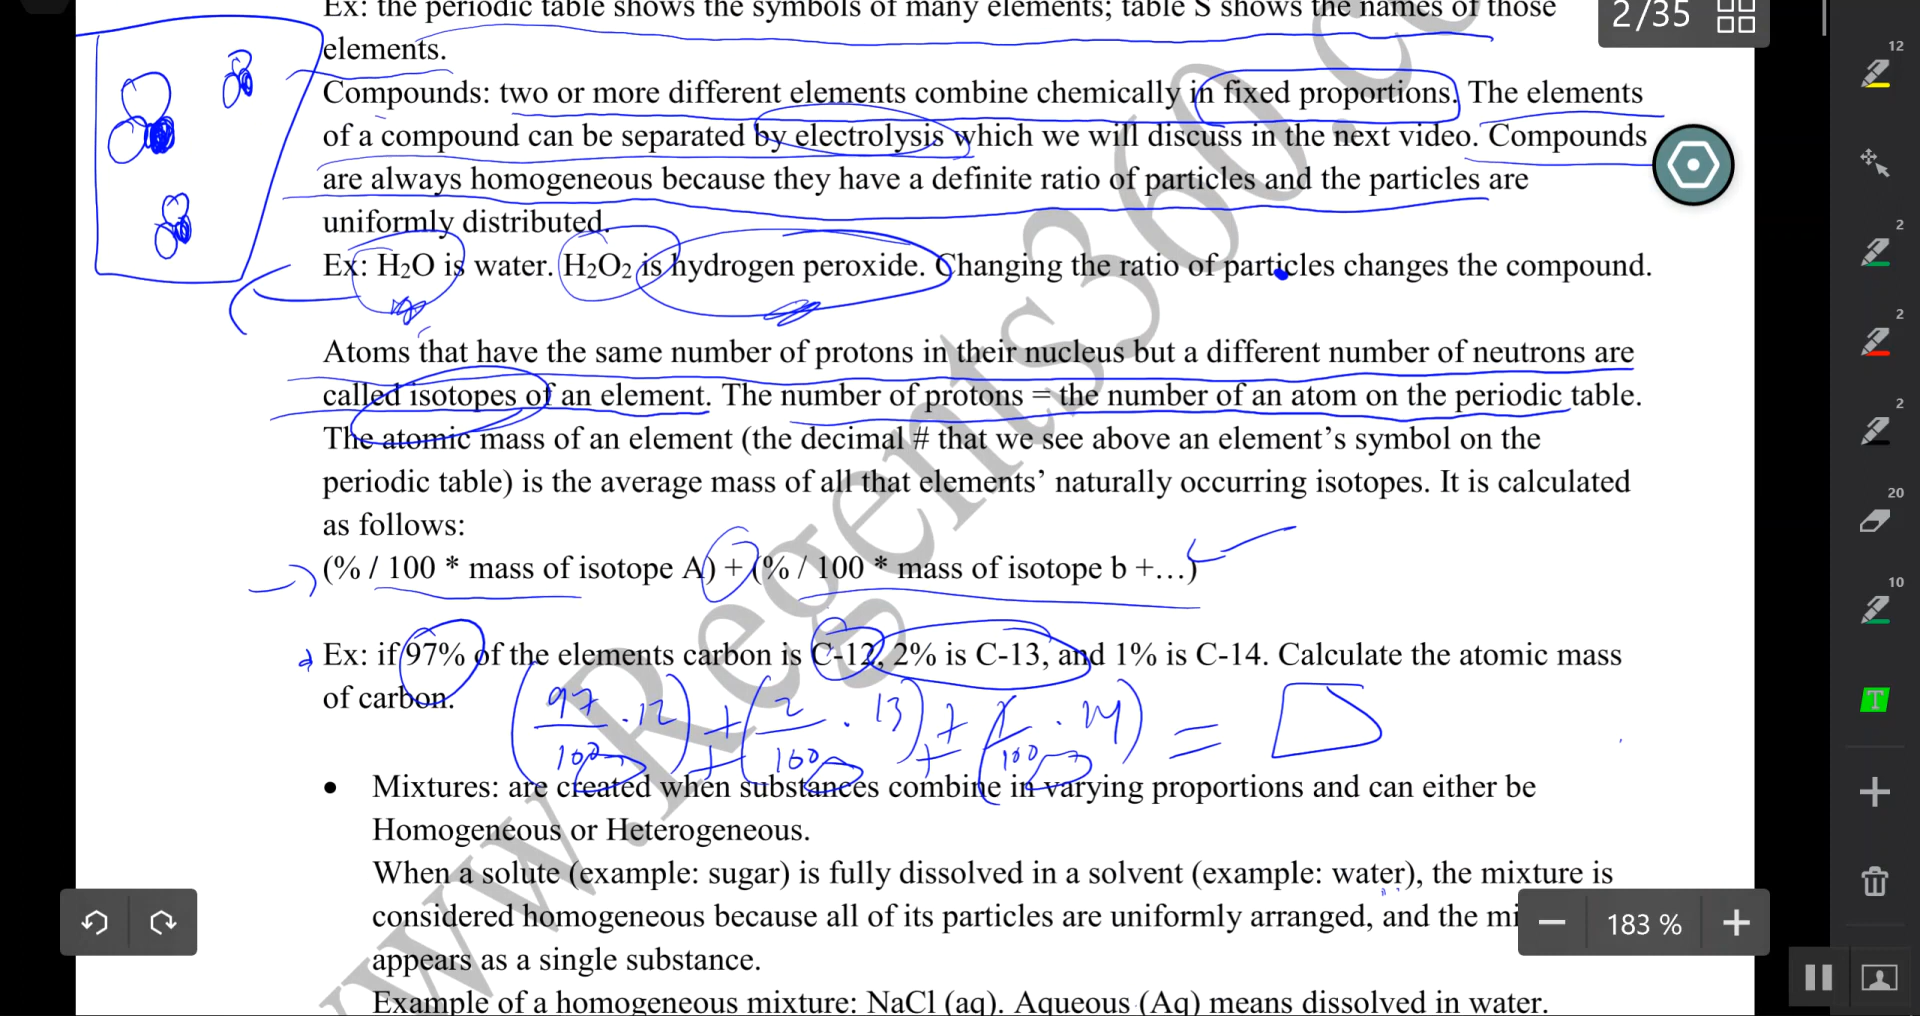 Ex: the periodic table shows the symbols of many elements; table S shows the names of those
elements.
Compounds: two or more different elements combine chemically in fixed proportions. The elements
of a compound can be separated by electrolysis which we will discuss in the next video. Compounds
are always homogeneous because they have a definite ratio of particles and the particles are
uniformly distributed.
Ex: H₂O is water. H₂O₂ is hydrogen peroxide. Changing the ratio of particles changes the compound.
Atoms that have the same number of protons in their nucleus but a different number of neutrons are
called isotopes of an element. The number of protons = the number of an atom on the periodic table.
The atomic mass of an element (the decimal # that we see above an element’s symbol on the
periodic table) is the average mass of all that elements’ naturally occurring isotopes. It is calculated
as follows:
(% / 100 * mass of isotope A) + (% / 100 * mass of isotope b +…)
Ex: if 97% of the elements carbon is C-12, 2% is C-13, and 1% is C-14. Calculate the atomic mass
of carbon.
(97/100 · 12) + (2/100 · 13) + (1/100 · 14) =
• Mixtures: are created when substances combine in varying proportions and can either be
Homogeneous or Heterogeneous.
When a solute (example: sugar) is fully dissolved in a solvent (example: water), the mixture is
considered homogeneous because all of its particles are uniformly arranged, and the mi
appears as a single substance.
Example of a homogeneous mixture: NaCl (aq). Aqueous (Aq) means dissolved in water.
www.Regents360.co
2/35
183 %
12
2
2
2
20
10
T